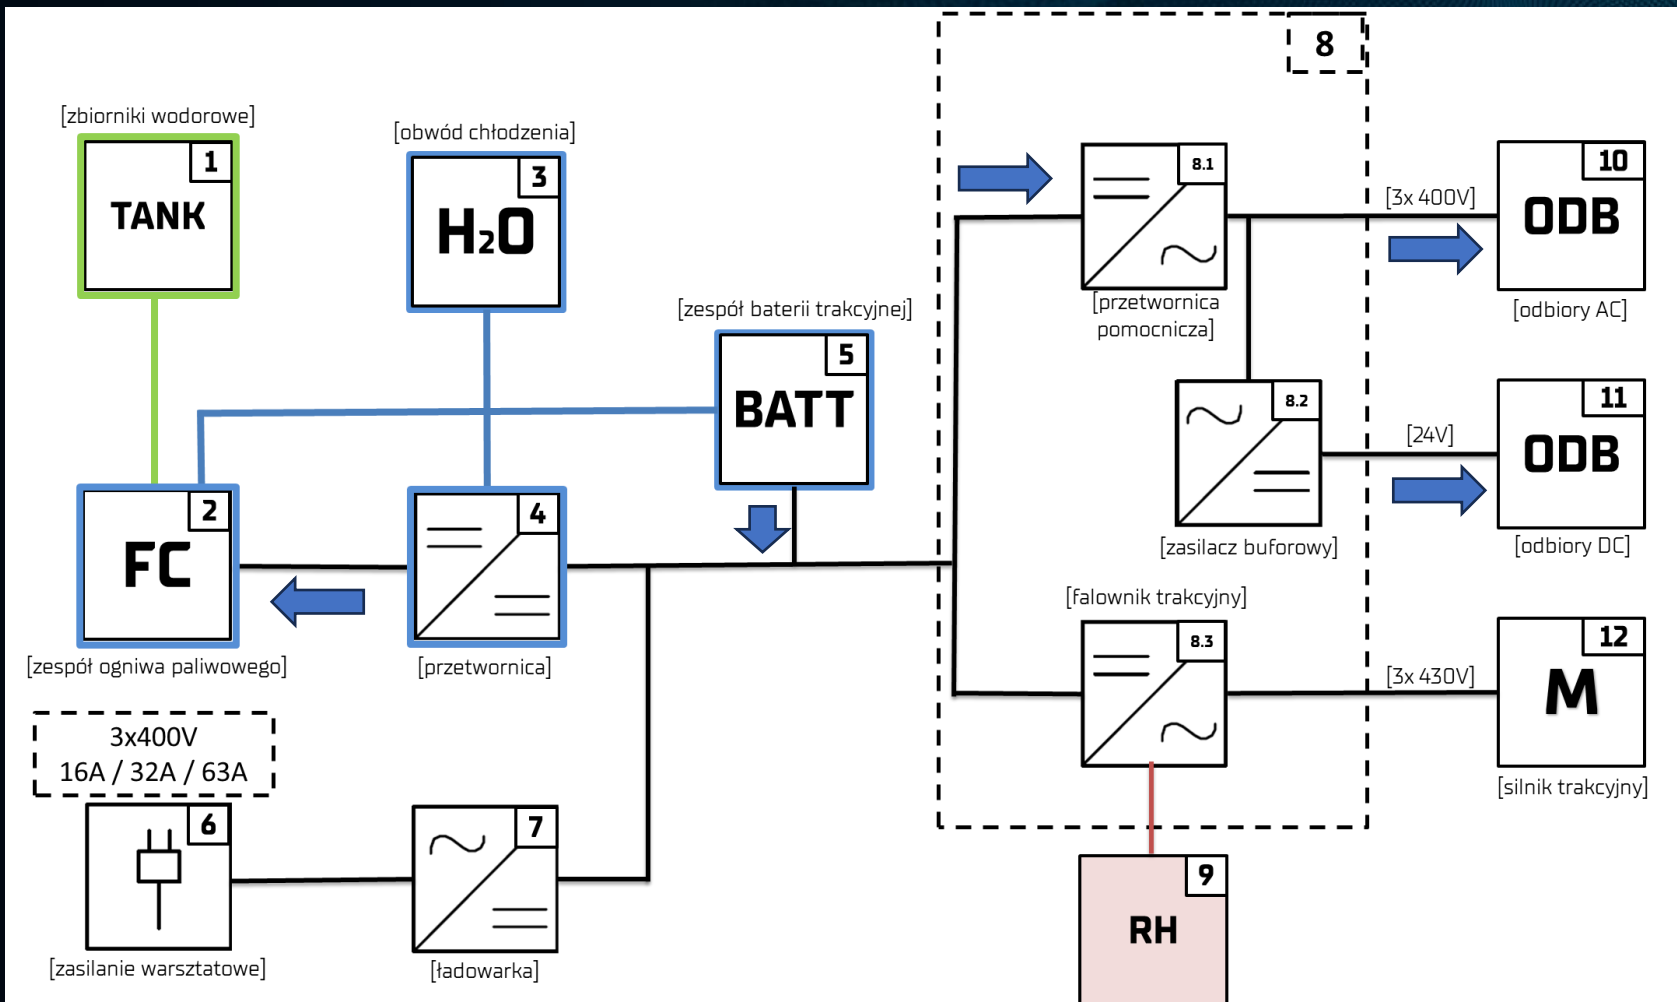 8
[zbiorniki wodorowe]
1
TANK
[obwód chłodzenia]
3
H₂O
8.1
[przetwornica
pomocnicza]
[3x 400V]
10
ODB
[odbiory AC]
[zespół baterii trakcyjnej]
5
BATT
8.2
[zasilacz buforowy]
[24V]
11
ODB
[odbiory DC]
2
FC
[zespół ogniwa paliwowego]
4
[przetwornica]
[falownik trakcyjny]
8.3
[3x 430V]
12
M
[silnik trakcyjny]
3x400V
16A / 32A / 63A
6
[zasilanie warsztatowe]
7
[ładowarka]
9
RH